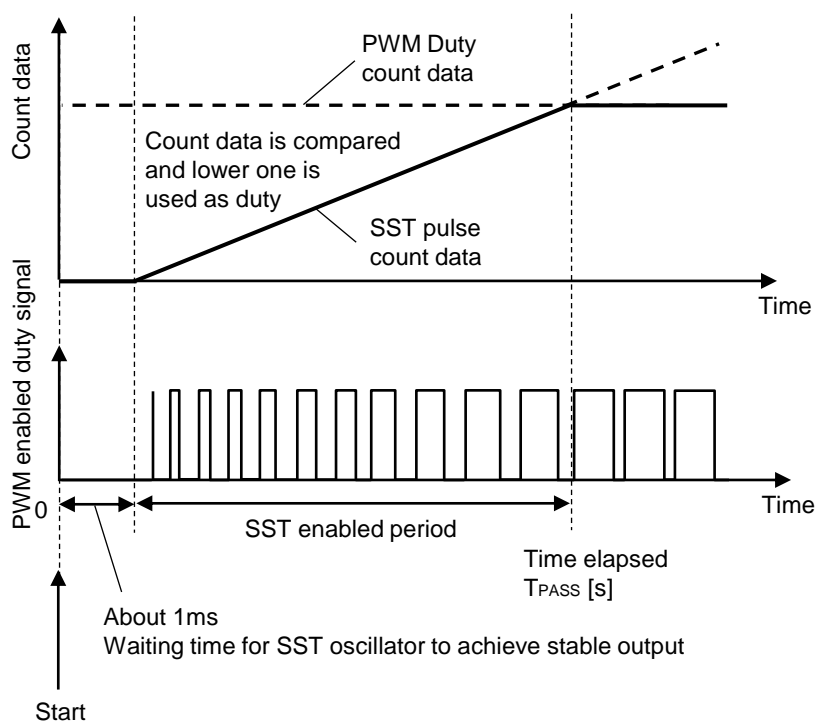 Count data
PWM Duty
count data
Count data is compared
and lower one is
used as duty
SST pulse
count data
Time
PWM enabled duty signal
0
Time
SST enabled period
Time elapsed
TPASS [s]
About 1ms
Waiting time for SST oscillator to achieve stable output
Start